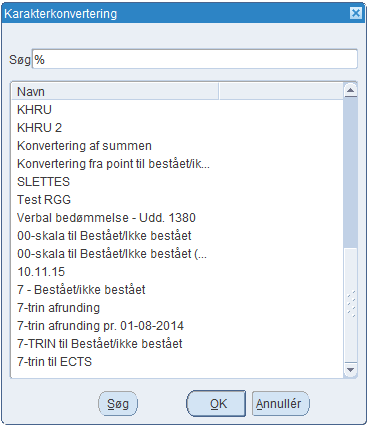 Karakterkonvertering
Søg %
Navn
KHRU
KHRU 2
Konvertering af summen
Konvertering fra point til bestået/ik...
SLETTES
Test RGG
Verbal bedømmelse - Udd. 1380
00-skala til Bestået/Ikke bestået
00-skala til Bestået/Ikke bestået (...
10.11.15
7 - Bestået/ikke bestået
7-trin afrunding
7-trin afrunding pr. 01-08-2014
7-TRIN til Bestået/ikke bestået
7-trin til ECTS
Søg OK Annullér